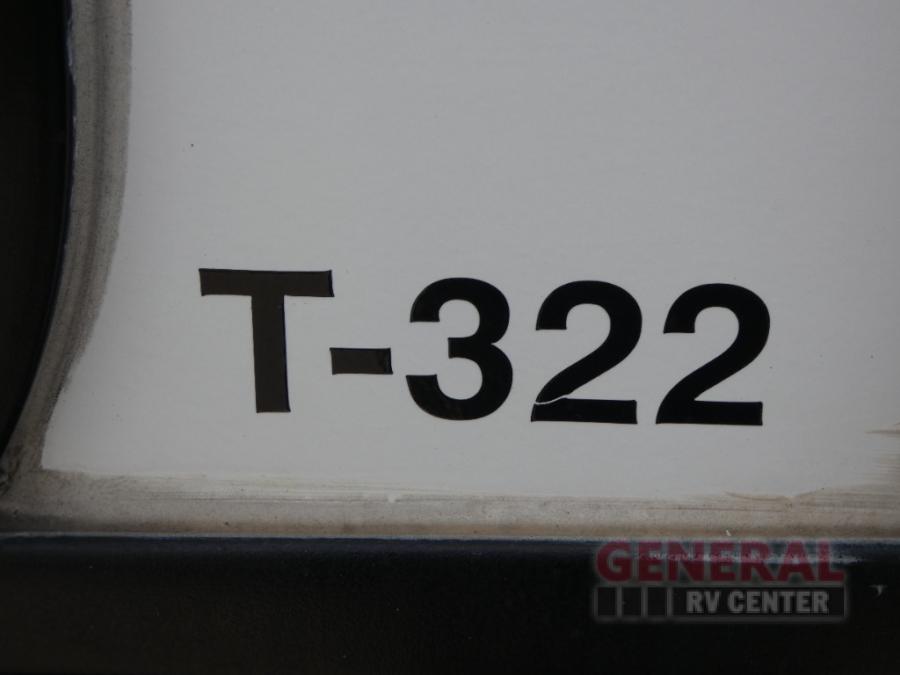 T-322
GENERAL
RV CENTER